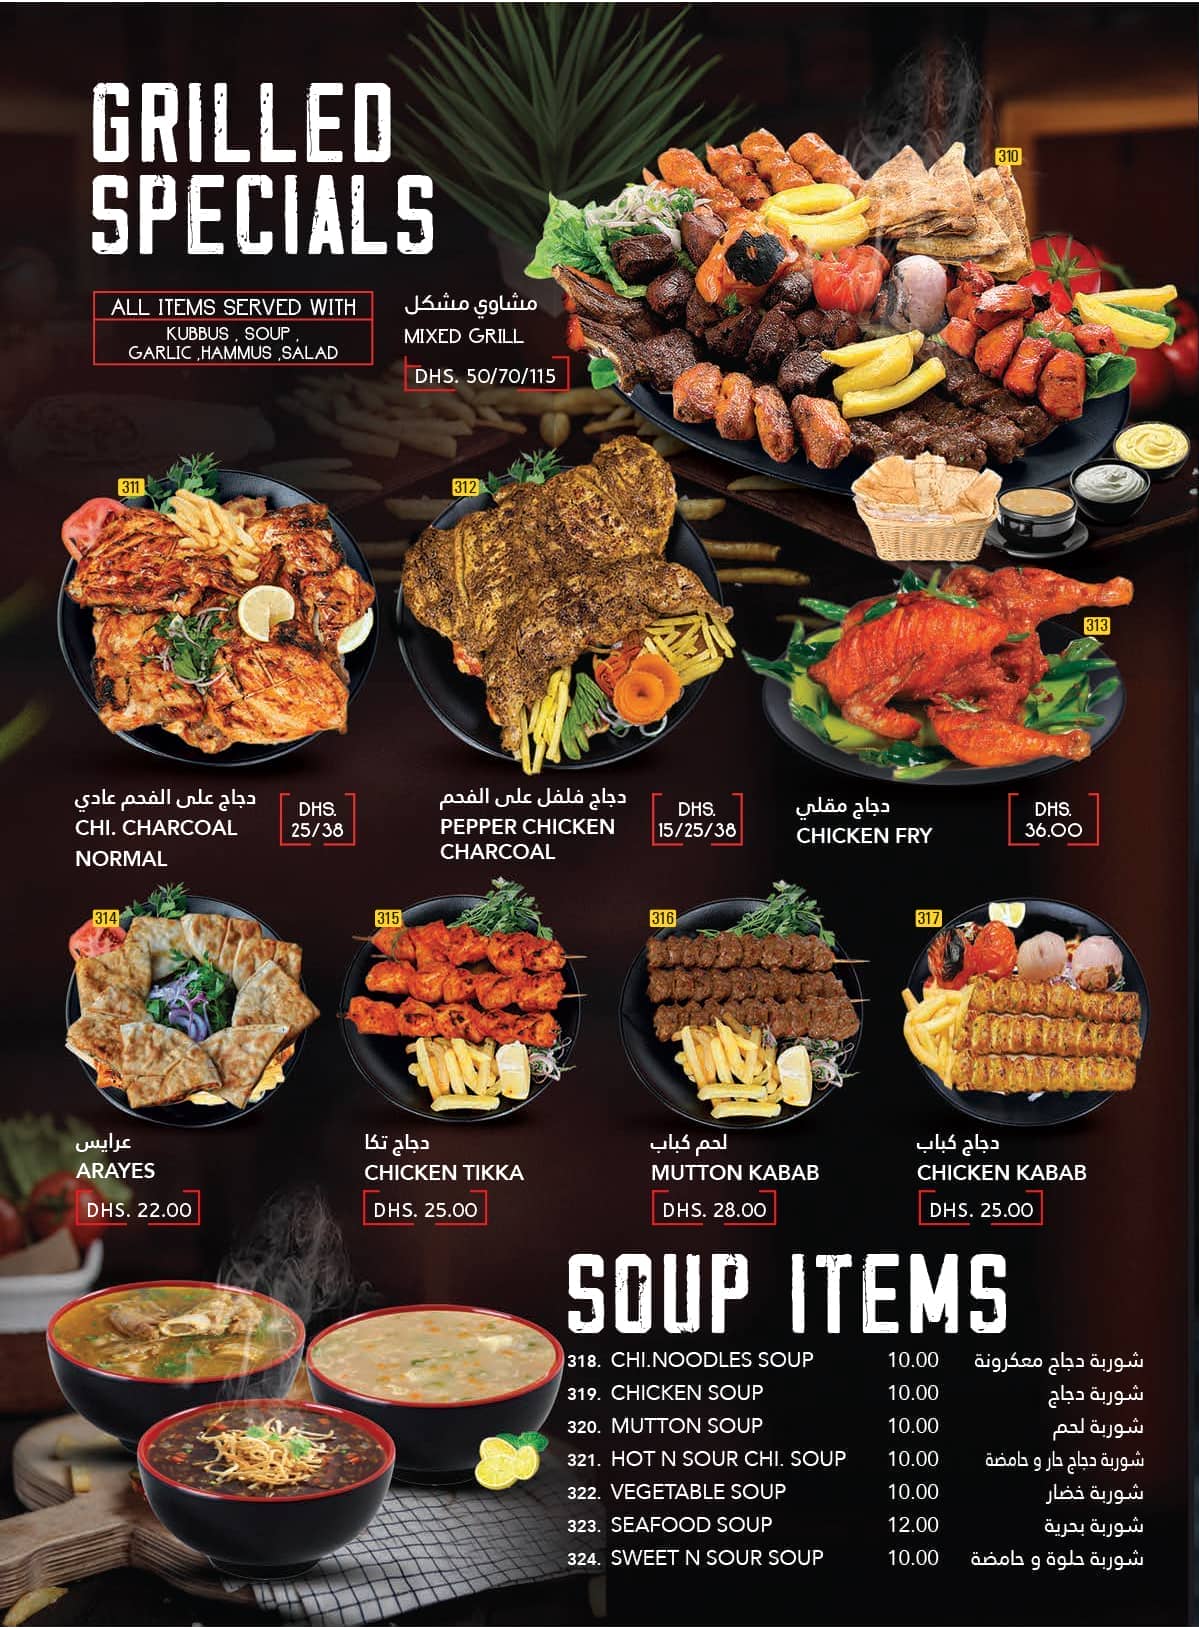 GRILLED
SPECIALS
ALL ITEMS SERVED WITH
KUBBUS , SOUP ,
GARLIC ,HAMMUS ,SALAD
مشاوي مشكل
MIXED GRILL
DHS. 50/70/115
310
311
دجاج على الفحم عادي
CHI. CHARCOAL
NORMAL
DHS.
25/38
312
دجاج فلفل على الفحم
PEPPER CHICKEN
CHARCOAL
DHS.
15/25/38
313
دجاج مقلي
CHICKEN FRY
DHS.
36.00
314
عرايس
ARAYES
DHS. 22.00
315
دجاج تكا
CHICKEN TIKKA
DHS. 25.00
316
لحم كباب
MUTTON KABAB
DHS. 28.00
317
دجاج كباب
CHICKEN KABAB
DHS. 25.00
SOUP ITEMS
318. CHI.NOODLES SOUP 10.00 شوربة دجاج معكرونة
319. CHICKEN SOUP 10.00 شوربة دجاج
320. MUTTON SOUP 10.00 شوربة لحم
321. HOT N SOUR CHI. SOUP 10.00 شوربة دجاج حار و حامضة
322. VEGETABLE SOUP 10.00 شوربة خضار
323. SEAFOOD SOUP 12.00 شوربة بحرية
324. SWEET N SOUR SOUP 10.00 شوربة حلوة و حامضة